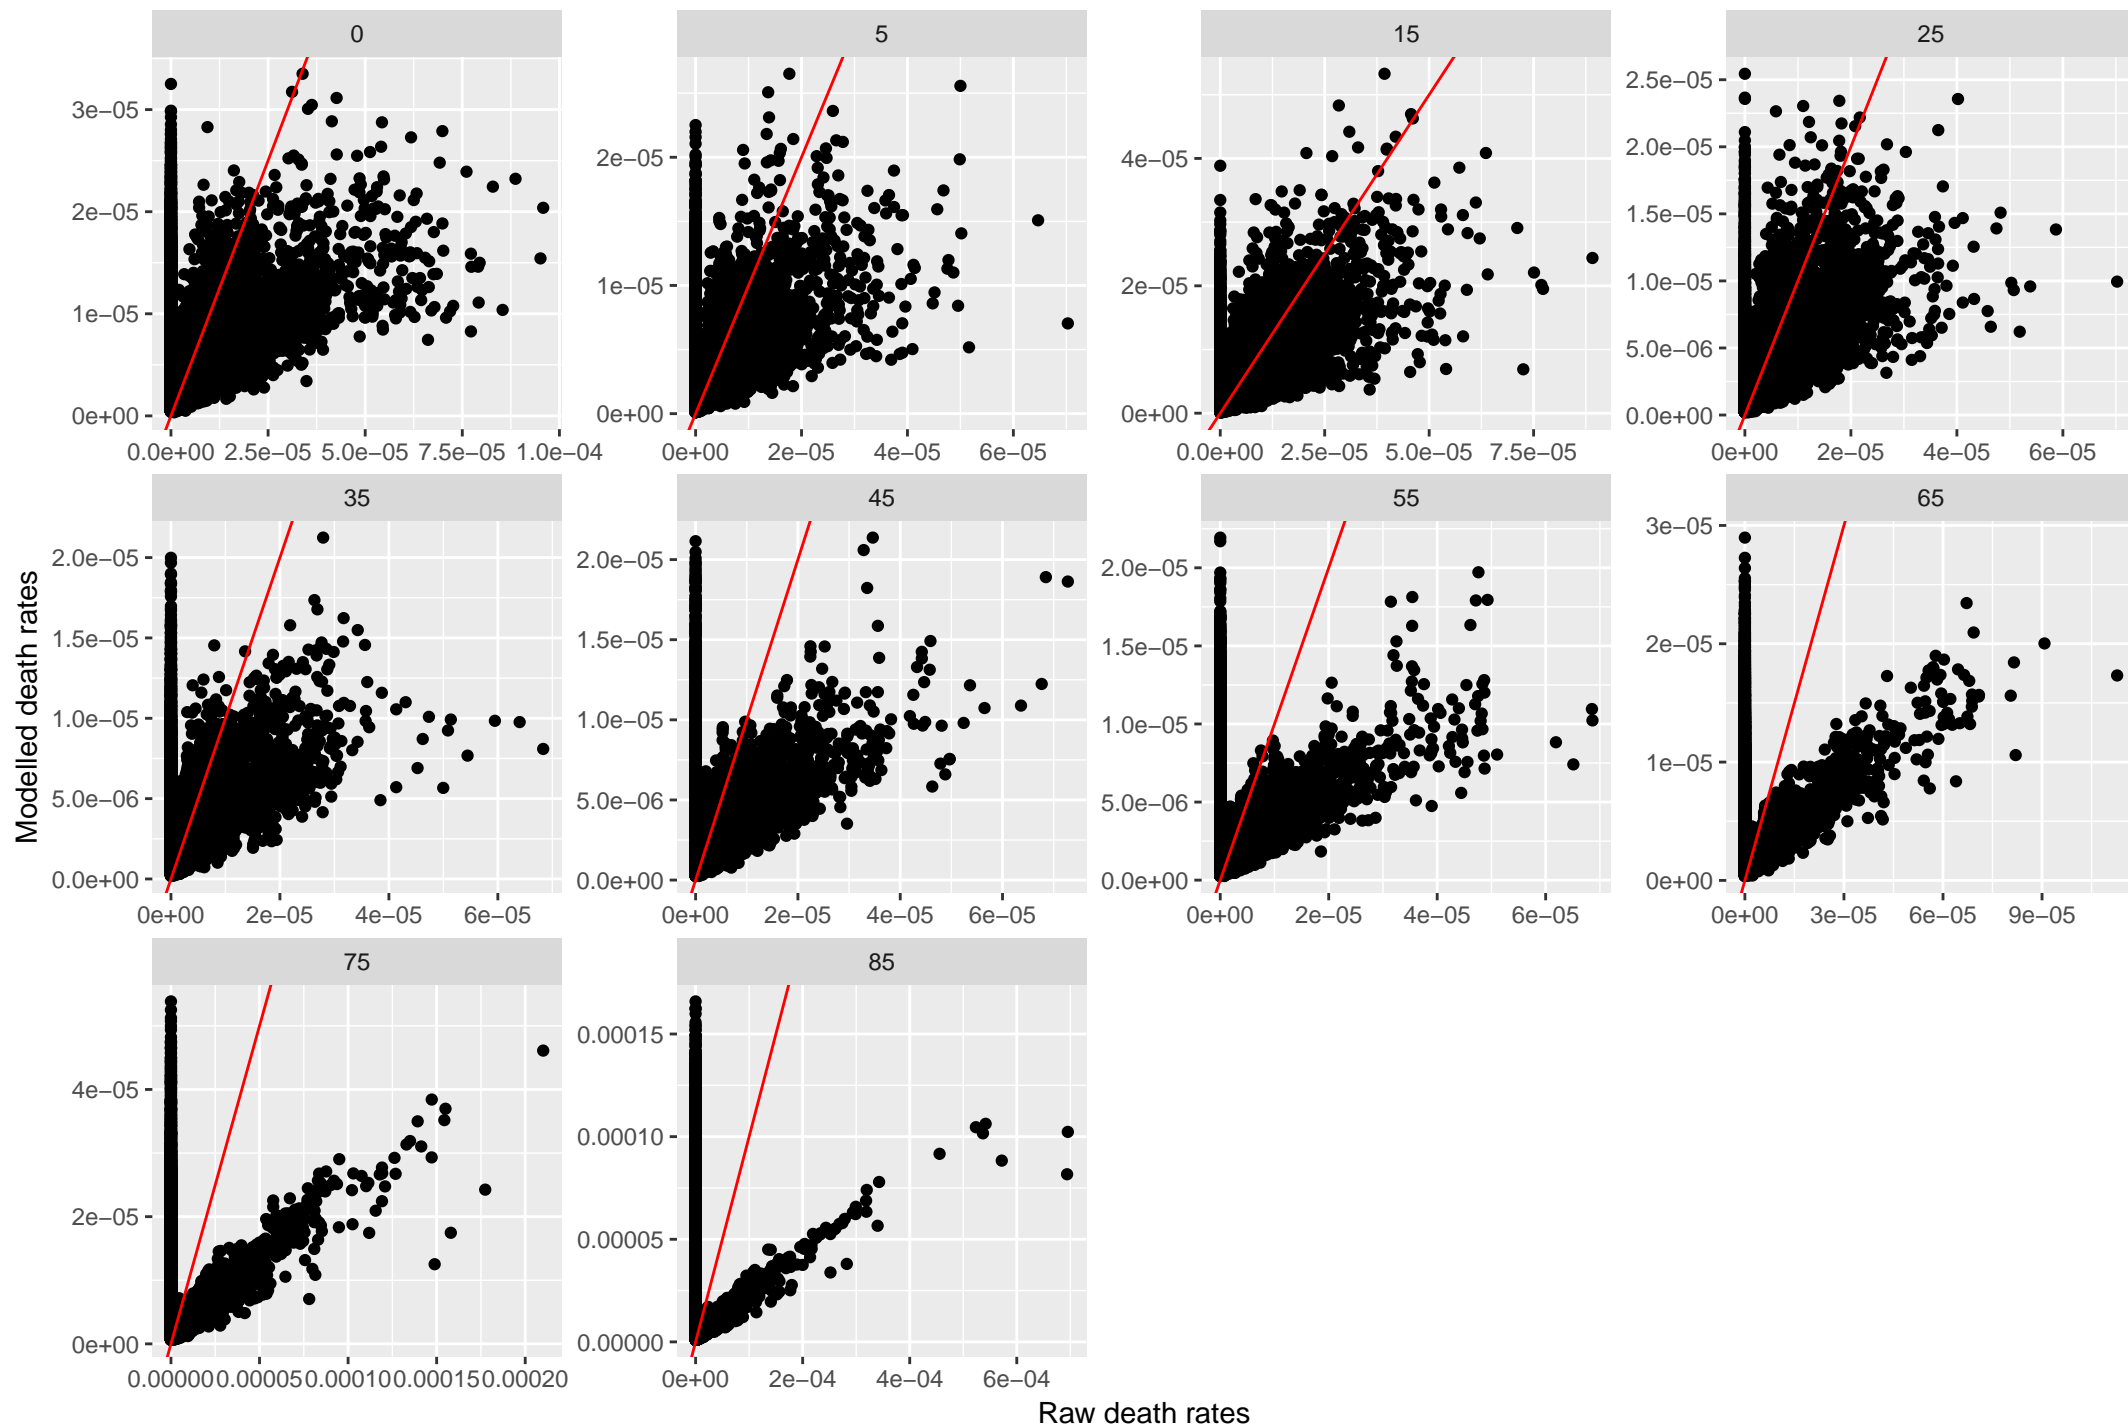 0 5 15 25
3e−05 2e−05 4e−05 2.5e−05
2e−05 1e−05 2e−05 2.0e−05
1e−05 0e+00 0e+00 1.5e−05
0e+00 1.0e−05
5.0e−06
0.0e+00
0.0e+00 2.5e−05 5.0e−05 7.5e−05 1.0e−04 0e+00 2e−05 4e−05 6e−05 0.0e+00 2.5e−05 5.0e−05 7.5e−05 0e+00 2e−05 4e−05 6e−05
35 45 55 65
2.0e−05 2.0e−05 2.0e−05 3e−05
1.5e−05 1.5e−05 1.5e−05 2e−05
1.0e−05 1.0e−05 1.0e−05 1e−05
5.0e−06 5.0e−06 5.0e−06 0e+00
0.0e+00 0.0e+00 0.0e+00
0e+00 2e−05 4e−05 6e−05 0e+00 2e−05 4e−05 6e−05 0e+00 2e−05 4e−05 6e−05 0e+00 3e−05 6e−05 9e−05
Modelled death rates
75 85
4e−05 0.00015
2e−05 0.00010
0e+00 0.00005
0.00000
0.00000 0.00005 0.00010 0.00015 0.00020 0e+00 2e−04 4e−04 6e−04
Raw death rates